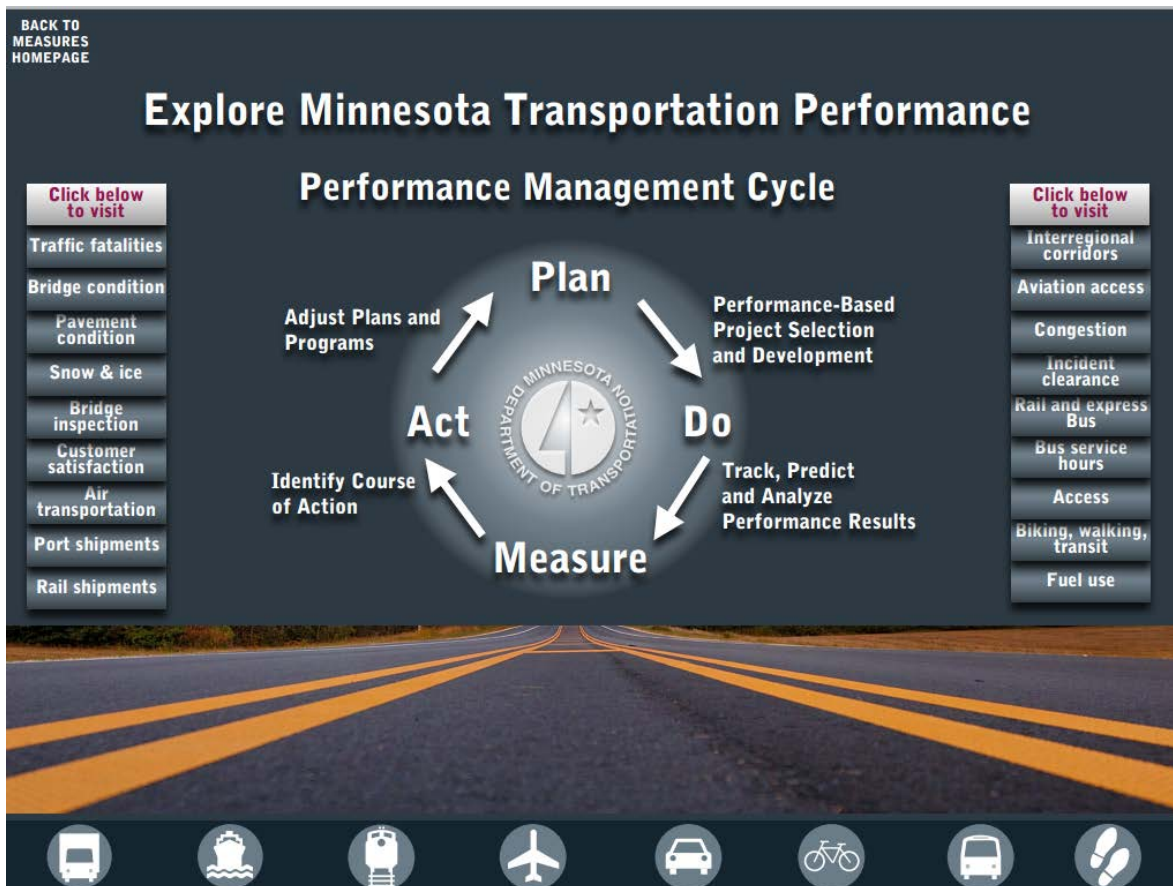 BACK TO
MEASURES
HOMEPAGE
Explore Minnesota Transportation Performance
Performance Management Cycle
Click below
to visit
Traffic fatalities
Bridge condition
Pavement
condition
Snow & ice
Bridge
inspection
Customer
satisfaction
Air
transportation
Port shipments
Rail shipments
Plan
Performance-Based
Project Selection
and Development
Do
Track, Predict
and Analyze
Performance Results
Measure
Identify Course
of Action
Act
Adjust Plans and
Programs
MINNESOTA
DEPARTMENT OF TRANSPORTATION
Click below
to visit
Interregional
corridors
Aviation access
Congestion
Incident
clearance
Rail and express
Bus
Bus service
hours
Access
Biking, walking,
transit
Fuel use